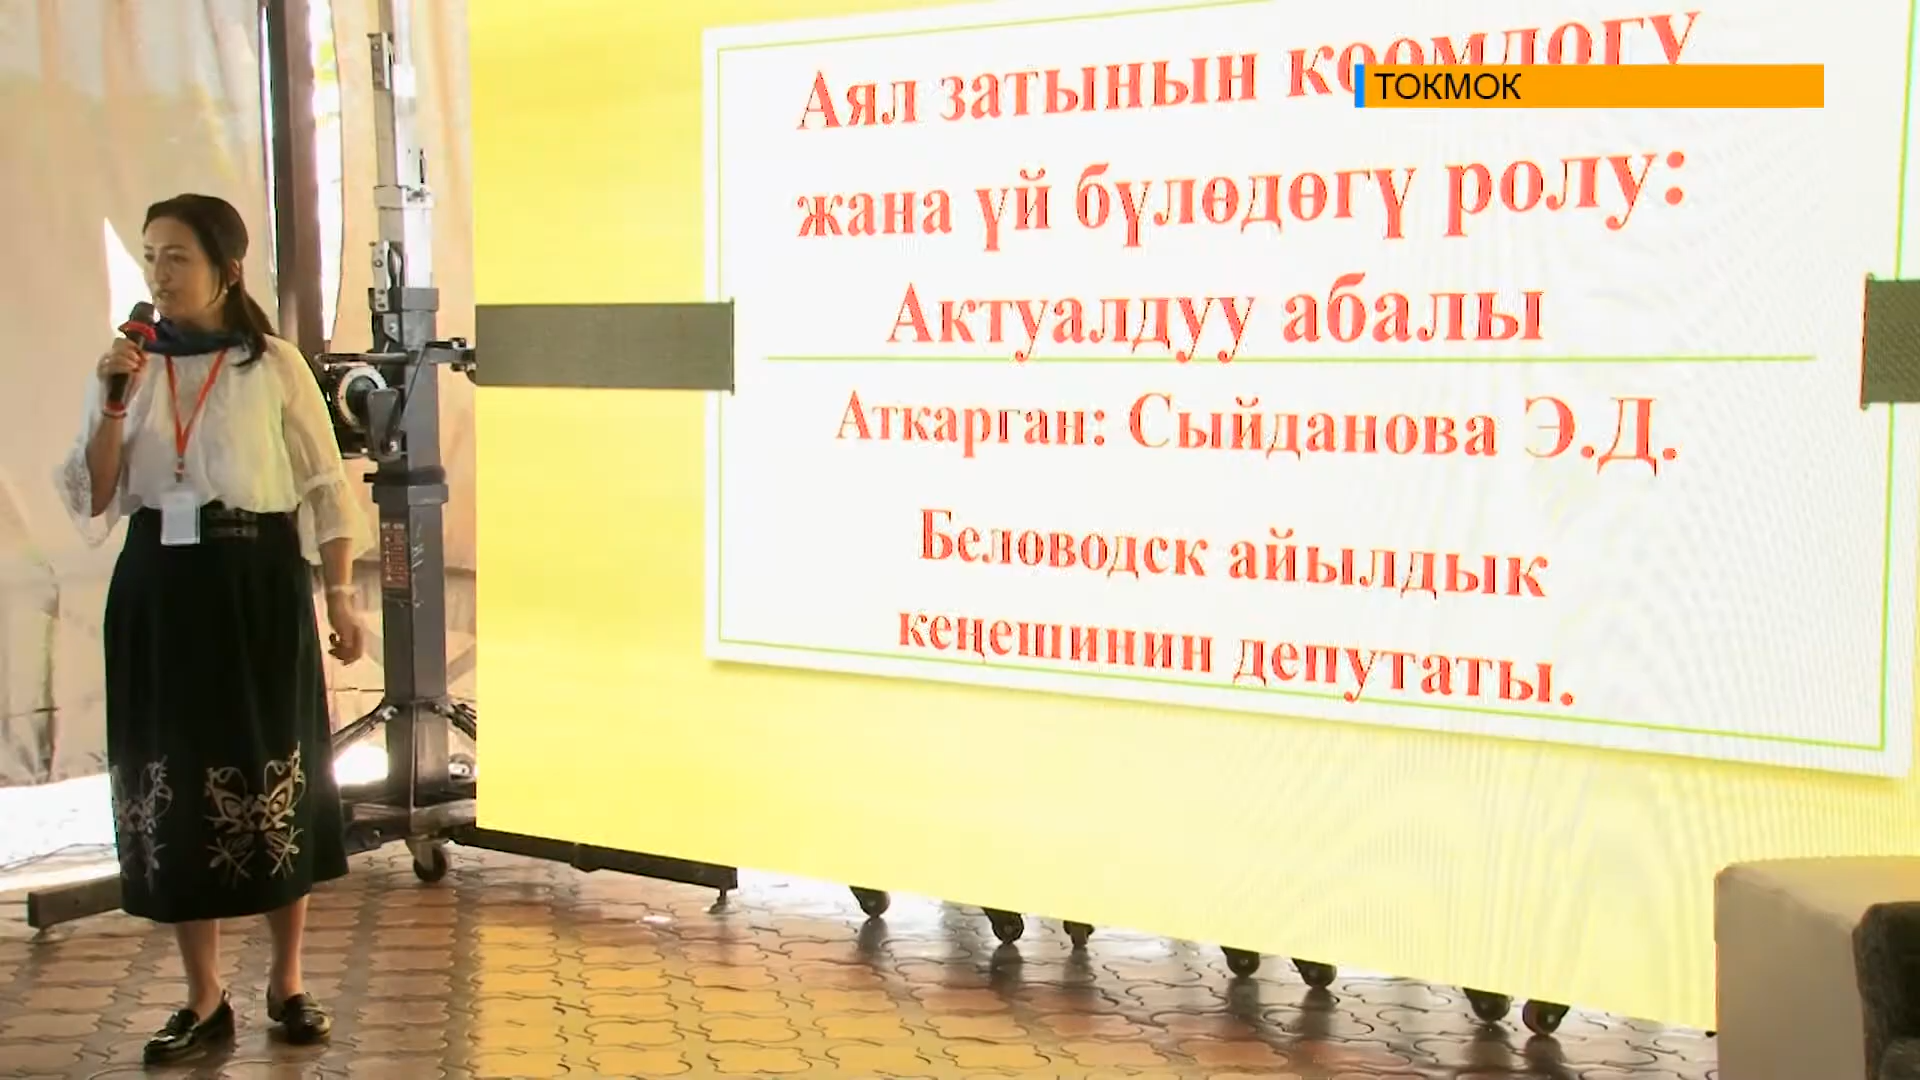 Аял затынын коомдогу
ТОКМОК
жана үй бүлөдөгү ролу:
Актуалдуу абалы
Аткарган: Сыйданова Э.Д.
Беловодск айылдык
кеңешинин депутаты.